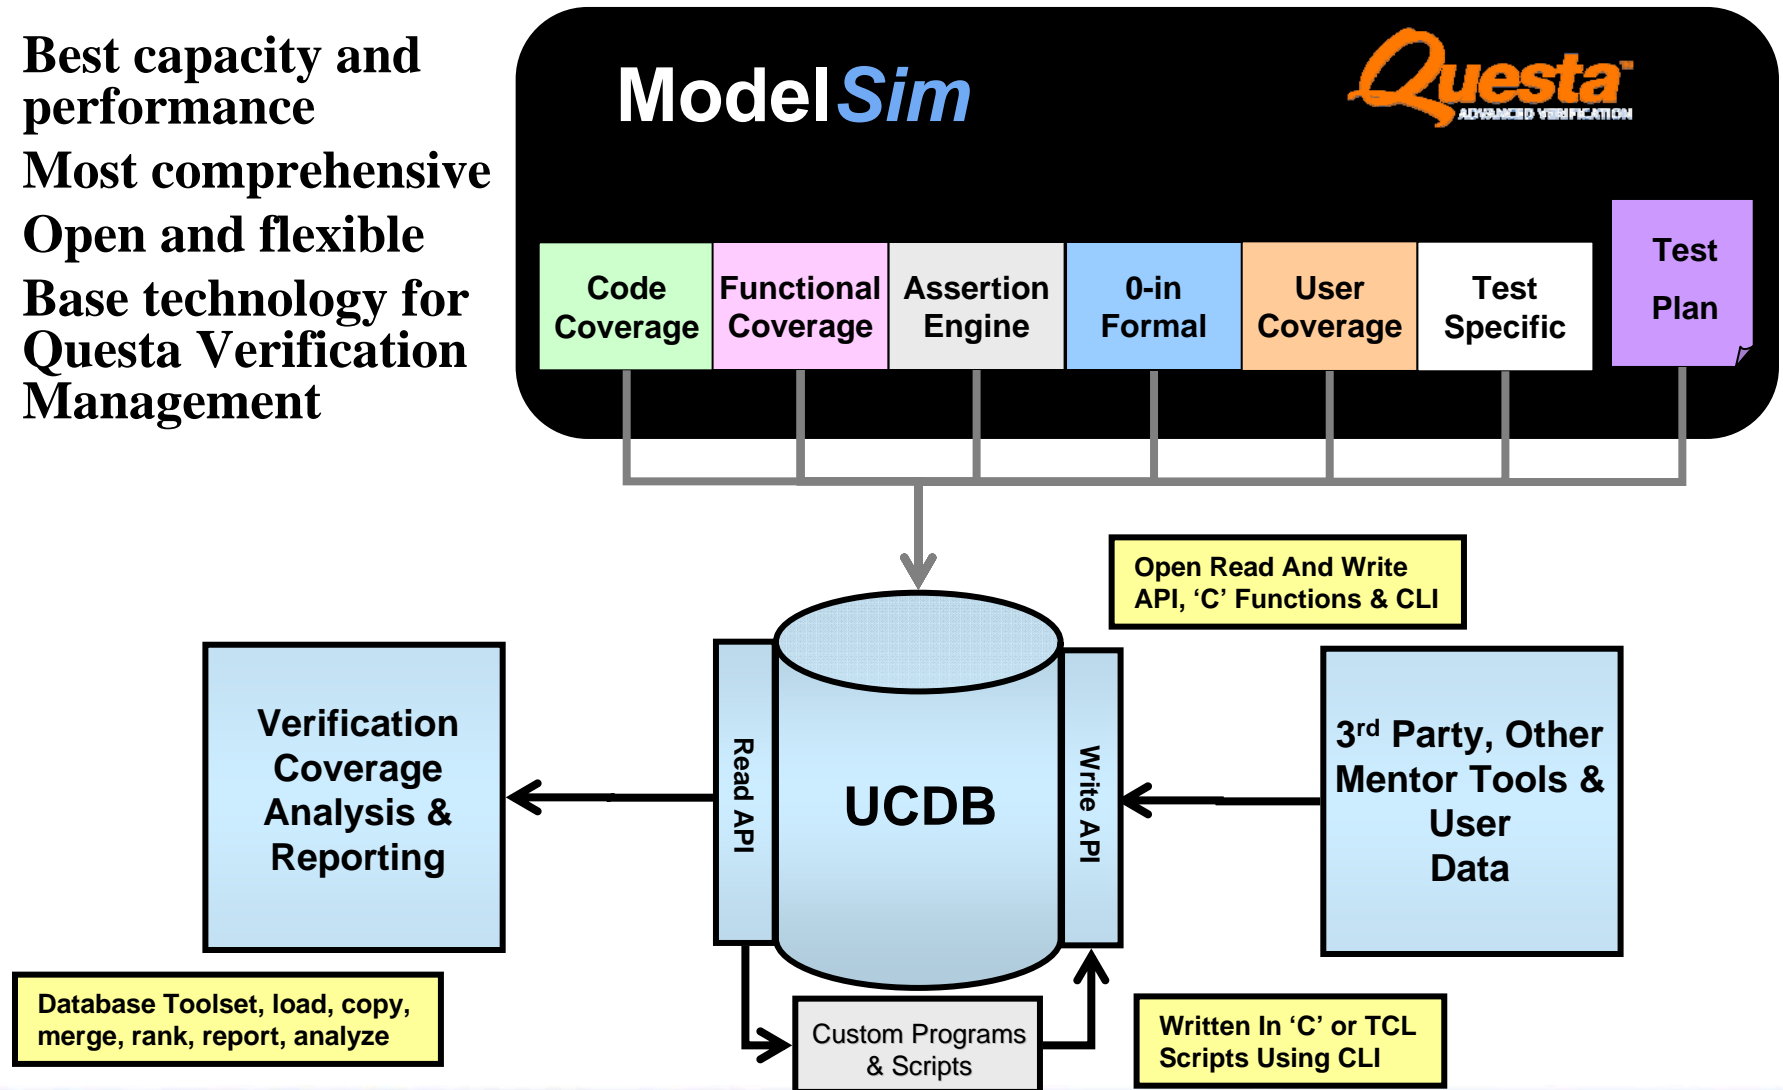 Best capacity and
performance
Most comprehensive
Open and flexible
Base technology for
Questa Verification
Management
ModelSim
Questa™
ADVANCED VERIFICATION
Code
Coverage
Functional
Coverage
Assertion
Engine
0-in
Formal
User
Coverage
Test
Specific
Test
Plan
Open Read And Write
API, ‘C’ Functions & CLI
Verification
Coverage
Analysis &
Reporting
Read API
UCDB
Write API
3rd Party, Other
Mentor Tools &
User
Data
Database Toolset, load, copy,
merge, rank, report, analyze
Custom Programs
& Scripts
Written In ‘C’ or TCL
Scripts Using CLI